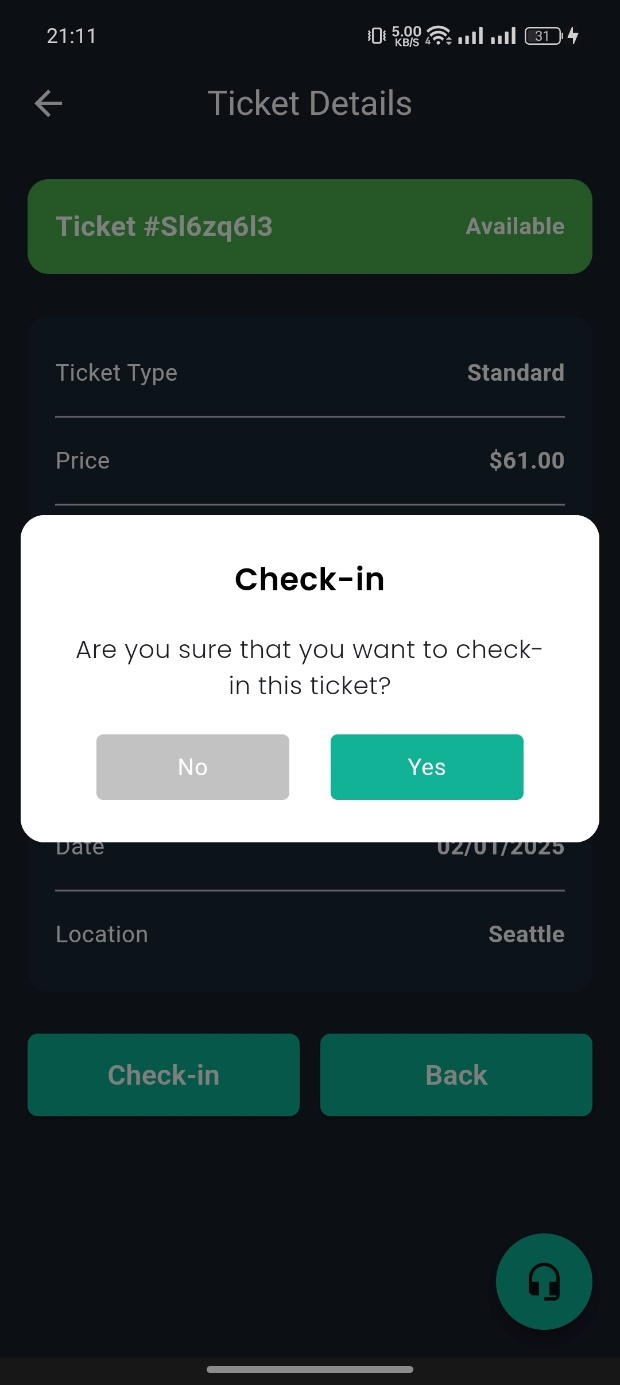 21:11
5.00
KB/S
4
31
Ticket Details
Ticket #Sl6zq6l3
Available
Ticket Type
Standard
Price
$61.00
Check-in
Are you sure that you want to check-
in this ticket?
No
Yes
Date
02/01/2025
Location
Seattle
Check-in
Back